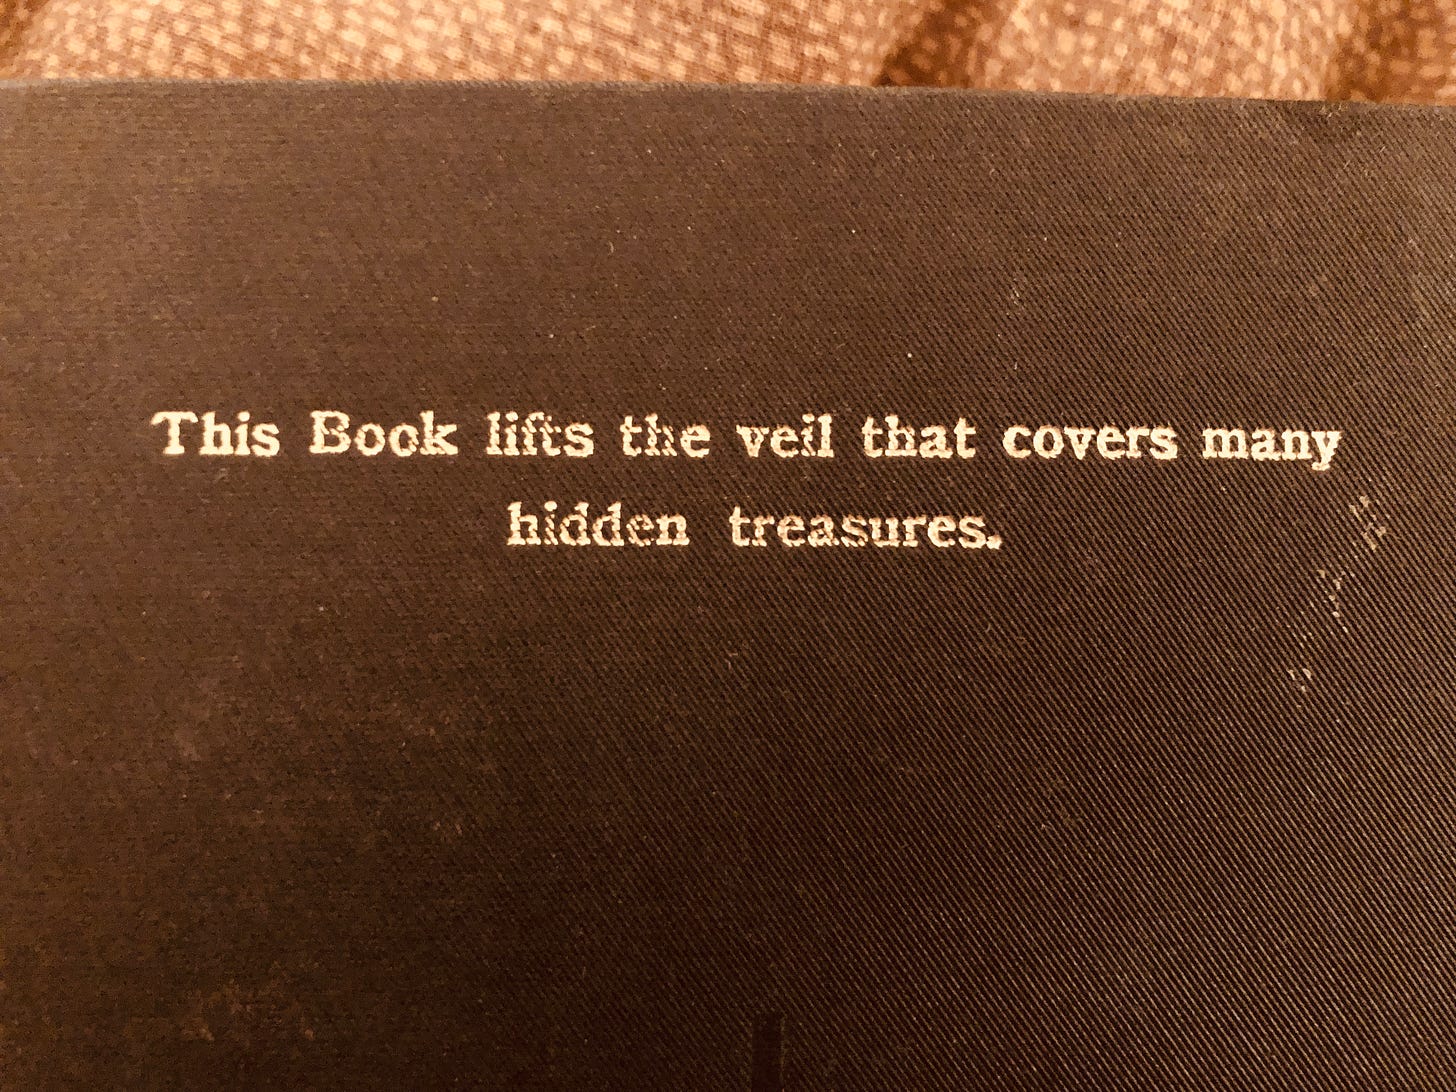 This Book lifts the veil that covers many
hidden treasures.